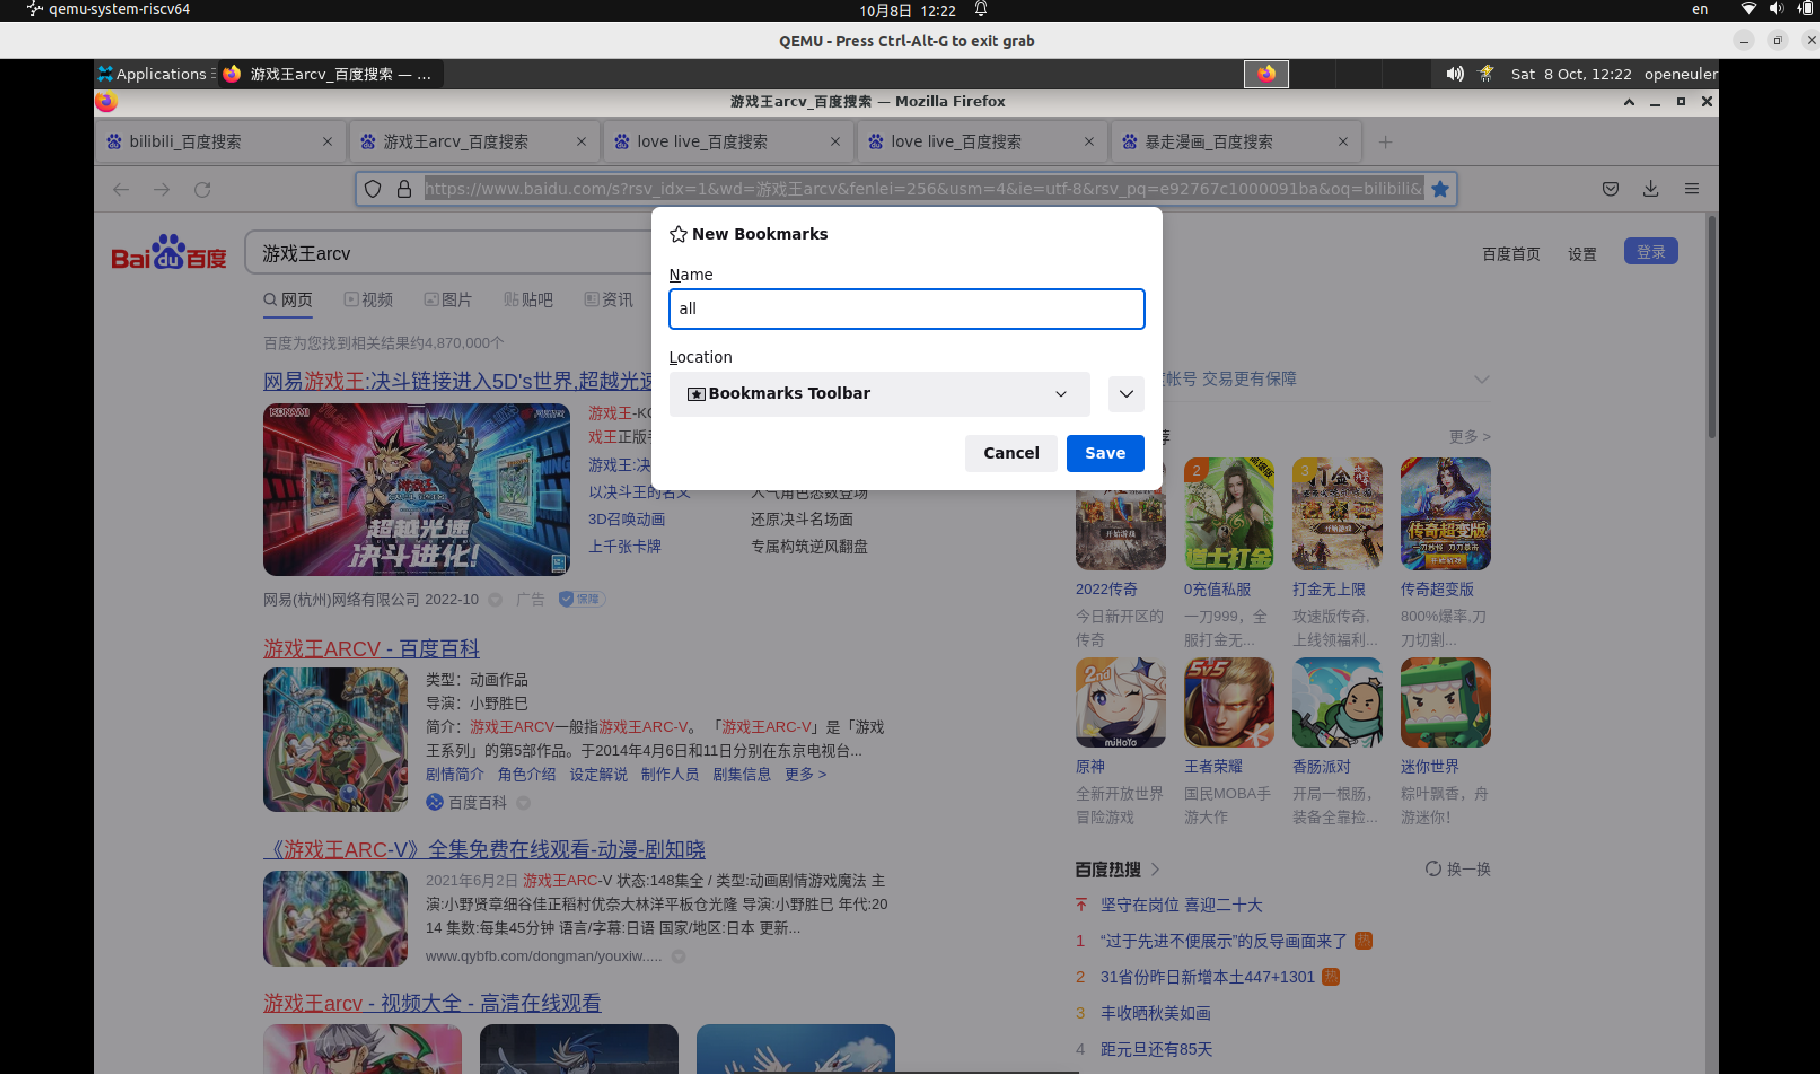 qemu-system-riscv64
10月8日 12:22
en
QEMU - Press Ctrl-Alt-G to exit grab
Applications
游戏王arcv_百度搜索 — ...
Sat 8 Oct, 12:22
openeuler
游戏王arcv_百度搜索 — Mozilla Firefox
bilibili_百度搜索
游戏王arcv_百度搜索
love live_百度搜索
love live_百度搜索
暴走漫画_百度搜索
https://www.baidu.com/s?rsv_idx=1&wd=游戏王arcv&fenlei=256&usm=4&ie=utf-8&rsv_pq=e92767c1000091ba&oq=bilibili&
New Bookmarks
Name
all
Location
Bookmarks Toolbar
Cancel
Save
Bai du 百度
游戏王arcv
百度首页
设置
登录
网页
视频
图片
贴吧
资讯
百度为您找到相关结果约4,870,000个
网易游戏王:决斗链接进入5D's世界,超越光速
KONAMI
超越光速
决斗进化!
游戏王-KO
戏王正版手
游戏王:决
以决斗王的名义
人气角色悉数登场
3D召唤动画
还原决斗名场面
上千张卡牌
专属构筑逆风翻盘
网易(杭州)网络有限公司 2022-10
广告
保障
游戏王ARCV - 百度百科
类型：动画作品
导演：小野胜巳
简介：游戏王ARCV一般指游戏王ARC-V。 「游戏王ARC-V」是「游戏
王系列」的第5部作品。于2014年4月6日和11日分别在东京电视台...
剧情简介 角色介绍 设定解说 制作人员 剧集信息 更多 >
百度百科
《游戏王ARC-V》全集免费在线观看-动漫-剧知晓
2021年6月2日 游戏王ARC-V 状态:148集全 / 类型:动画剧情游戏魔法 主
演:小野贤章细谷佳正稻村优奈大林洋平板仓光隆 导演:小野胜巳 年代:20
14 集数:每集45分钟 语言/字幕:日语 国家/地区:日本 更新...
www.qybfb.com/dongman/youxiw.....
游戏王arcv - 视频大全 - 高清在线观看
帐号 交易更有保障
荐
更多 >
2
3
道士打金
传奇超变版
2022传奇
0充值私服
打金无上限
传奇超变版
今日新开区的
传奇
一刀999，全
服打金无...
攻速版传奇,
上线领福利...
800%爆率,刀
刀切割...
2nd
miHoYo
5v5
原神
王者荣耀
香肠派对
迷你世界
全新开放世界
冒险游戏
国民MOBA手
游大作
开局一根肠，
装备全靠捡...
粽叶飘香，舟
游迷你！
百度热搜
换一换
坚守在岗位 喜迎二十大
1 “过于先进不便展示”的反导画面来了 热
2 31省份昨日新增本土447+1301 热
3 丰收晒秋美如画
4 距元旦还有85天